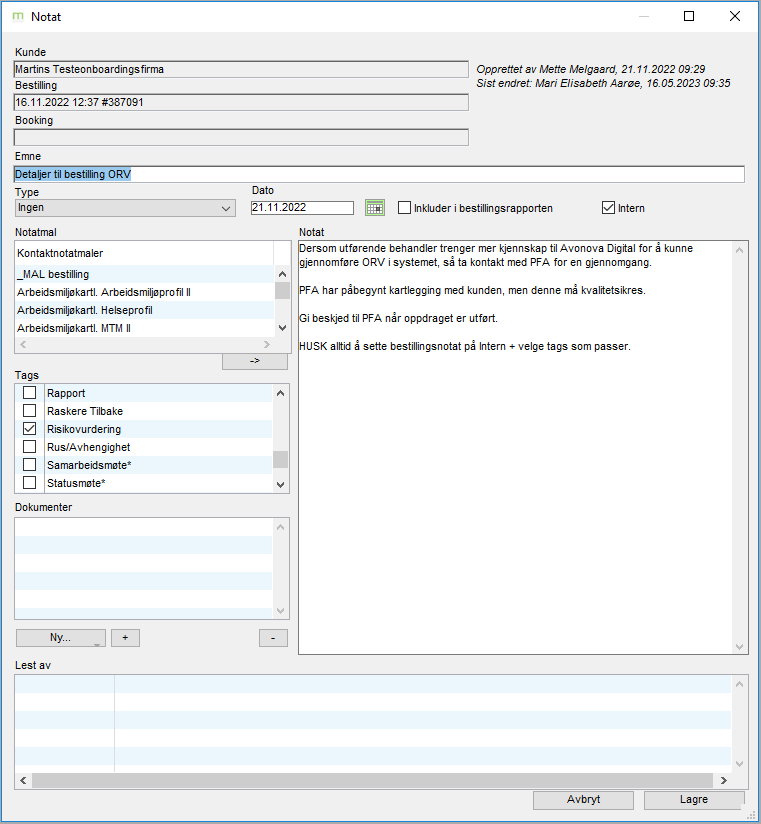 Notat
Kunde
Martins Testeonboardingsfirma
Opprettet av Mette Melgaard, 21.11.2022 09:29
Sist endret: Mari Elisabeth Aarøe, 16.05.2023 09:35
Bestilling
16.11.2022 12:37 #387091
Booking
Emne
Detaljer til bestilling ORV
Type
Dato
Ingen
21.11.2022
Inkluder i bestillingsrapporten
Intern
Notatmal
Kontaktnotatmaler
_MAL bestilling
Arbeidsmiljøkartl. Arbeidsmiljøprofil II
Arbeidsmiljøkartl. Helseprofil
Arbeidsmiljøkartl. MTM II
->
Notat
Dersom utførende behandler trenger mer kjennskap til Avonova Digital for å kunne
gjennomføre ORV i systemet, så ta kontakt med PFA for en gjennomgang.
PFA har påbegynt kartlegging med kunden, men denne må kvalitetsikres.
Gi beskjed til PFA når oppdraget er utført.
HUSK alltid å sette bestillingsnotat på Intern + velge tags som passer.
Tags
Rapport
Raskere Tilbake
Risikovurdering
Rus/Avhengighet
Samarbeidsmøte*
Statusmøte*
Dokumenter
Ny...
+
-
Lest av
Avbryt
Lagre